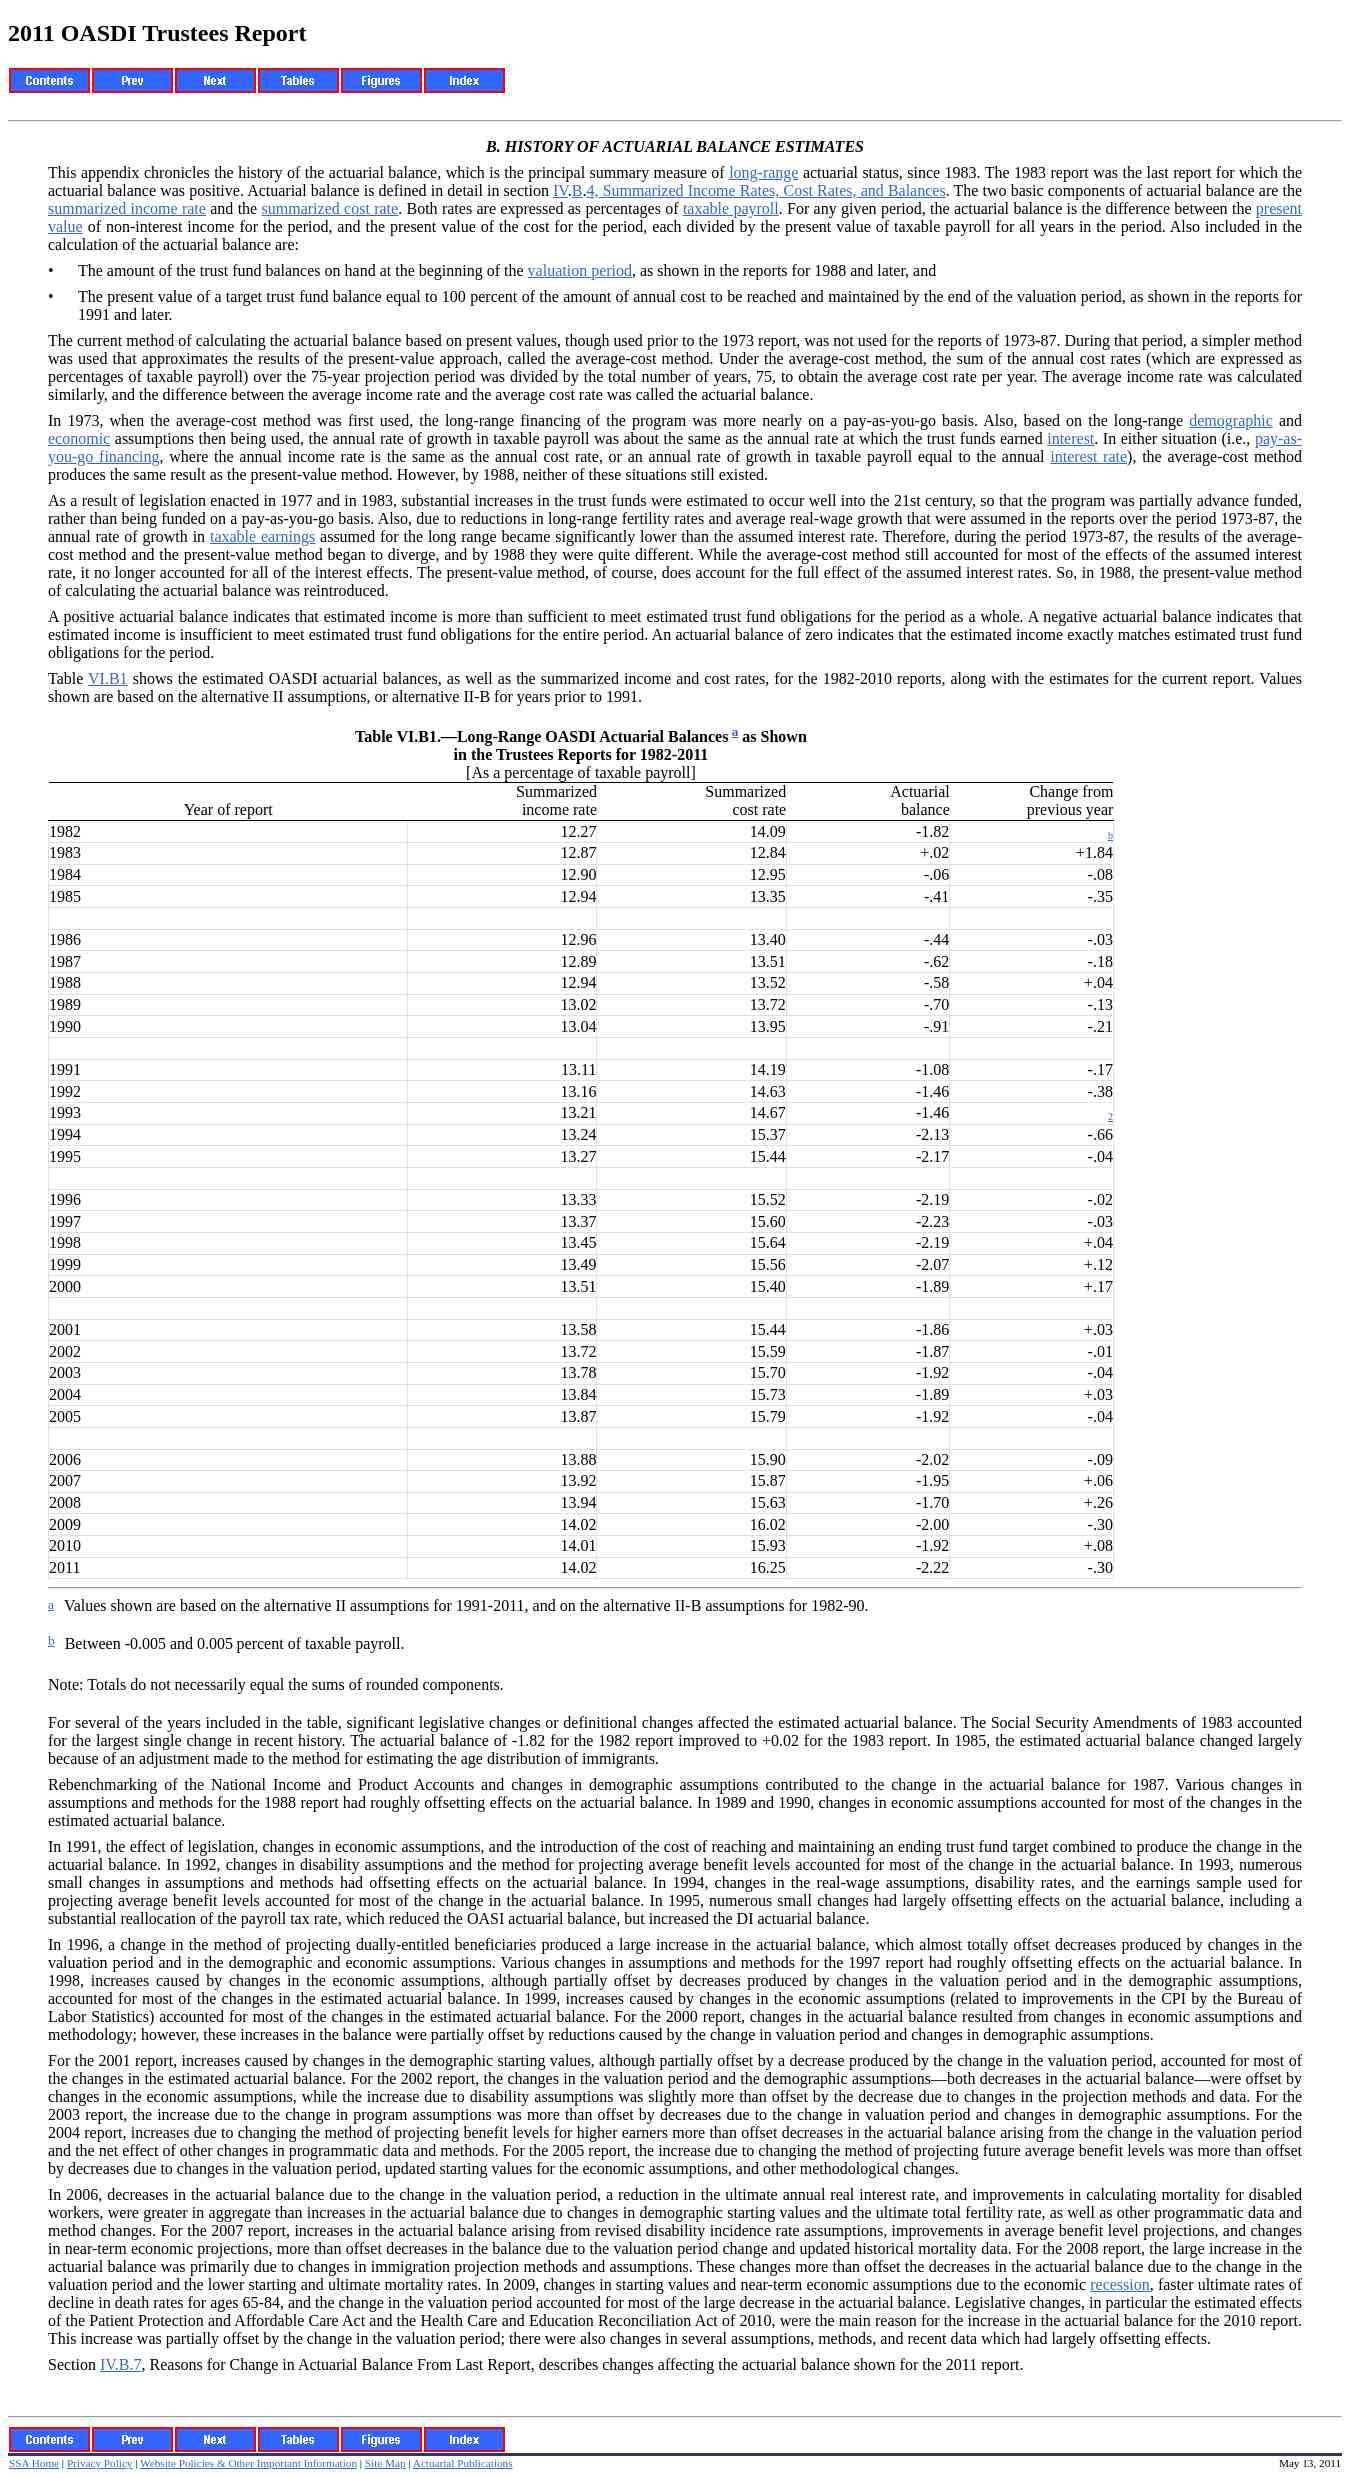 2011 OASDI Trustees Report
Contents Prev Next Tables Figures Index
B. HISTORY OF ACTUARIAL BALANCE ESTIMATES
This appendix chronicles the history of the actuarial balance, which is the principal summary measure of long-range actuarial status, since 1983. The 1983 report was the last report for which the
actuarial balance was positive. Actuarial balance is defined in detail in section IV.B.4, Summarized Income Rates, Cost Rates, and Balances. The two basic components of actuarial balance are the
summarized income rate and the summarized cost rate. Both rates are expressed as percentages of taxable payroll. For any given period, the actuarial balance is the difference between the present
value of non-interest income for the period, and the present value of the cost for the period, each divided by the present value of taxable payroll for all years in the period. Also included in the
calculation of the actuarial balance are:
• The amount of the trust fund balances on hand at the beginning of the valuation period, as shown in the reports for 1988 and later, and
• The present value of a target trust fund balance equal to 100 percent of the amount of annual cost to be reached and maintained by the end of the valuation period, as shown in the reports for
1991 and later.
The current method of calculating the actuarial balance based on present values, though used prior to the 1973 report, was not used for the reports of 1973-87. During that period, a simpler method
was used that approximates the results of the present-value approach, called the average-cost method. Under the average-cost method, the sum of the annual cost rates (which are expressed as
percentages of taxable payroll) over the 75-year projection period was divided by the total number of years, 75, to obtain the average cost rate per year. The average income rate was calculated
similarly, and the difference between the average income rate and the average cost rate was called the actuarial balance.
In 1973, when the average-cost method was first used, the long-range financing of the program was more nearly on a pay-as-you-go basis. Also, based on the long-range demographic and
economic assumptions then being used, the annual rate of growth in taxable payroll was about the same as the annual rate at which the trust funds earned interest. In either situation (i.e., pay-as-
you-go financing, where the annual income rate is the same as the annual cost rate, or an annual rate of growth in taxable payroll equal to the annual interest rate), the average-cost method
produces the same result as the present-value method. However, by 1988, neither of these situations still existed.
As a result of legislation enacted in 1977 and in 1983, substantial increases in the trust funds were estimated to occur well into the 21st century, so that the program was partially advance funded,
rather than being funded on a pay-as-you-go basis. Also, due to reductions in long-range fertility rates and average real-wage growth that were assumed in the reports over the period 1973-87, the
annual rate of growth in taxable earnings assumed for the long range became significantly lower than the assumed interest rate. Therefore, during the period 1973-87, the results of the average-
cost method and the present-value method began to diverge, and by 1988 they were quite different. While the average-cost method still accounted for most of the effects of the assumed interest
rate, it no longer accounted for all of the interest effects. The present-value method, of course, does account for the full effect of the assumed interest rates. So, in 1988, the present-value method
of calculating the actuarial balance was reintroduced.
A positive actuarial balance indicates that estimated income is more than sufficient to meet estimated trust fund obligations for the period as a whole. A negative actuarial balance indicates that
estimated income is insufficient to meet estimated trust fund obligations for the entire period. An actuarial balance of zero indicates that the estimated income exactly matches estimated trust fund
obligations for the period.
Table VI.B1 shows the estimated OASDI actuarial balances, as well as the summarized income and cost rates, for the 1982-2010 reports, along with the estimates for the current report. Values
shown are based on the alternative II assumptions, or alternative II-B for years prior to 1991.
Table VI.B1.—Long-Range OASDI Actuarial Balances a as Shown
in the Trustees Reports for 1982-2011
[As a percentage of taxable payroll]
Summarized Summarized Actuarial Change from
Year of report income rate cost rate balance previous year
1982 12.27 14.09 -1.82 b
1983 12.87 12.84 +.02 +1.84
1984 12.90 12.95 -.06 -.08
1985 12.94 13.35 -.41 -.35
1986 12.96 13.40 -.44 -.03
1987 12.89 13.51 -.62 -.18
1988 12.94 13.52 -.58 +.04
1989 13.02 13.72 -.70 -.13
1990 13.04 13.95 -.91 -.21
1991 13.11 14.19 -1.08 -.17
1992 13.16 14.63 -1.46 -.38
1993 13.21 14.67 -1.46 2
1994 13.24 15.37 -2.13 -.66
1995 13.27 15.44 -2.17 -.04
1996 13.33 15.52 -2.19 -.02
1997 13.37 15.60 -2.23 -.03
1998 13.45 15.64 -2.19 +.04
1999 13.49 15.56 -2.07 +.12
2000 13.51 15.40 -1.89 +.17
2001 13.58 15.44 -1.86 +.03
2002 13.72 15.59 -1.87 -.01
2003 13.78 15.70 -1.92 -.04
2004 13.84 15.73 -1.89 +.03
2005 13.87 15.79 -1.92 -.04
2006 13.88 15.90 -2.02 -.09
2007 13.92 15.87 -1.95 +.06
2008 13.94 15.63 -1.70 +.26
2009 14.02 16.02 -2.00 -.30
2010 14.01 15.93 -1.92 +.08
2011 14.02 16.25 -2.22 -.30
a Values shown are based on the alternative II assumptions for 1991-2011, and on the alternative II-B assumptions for 1982-90.
b Between -0.005 and 0.005 percent of taxable payroll.
Note: Totals do not necessarily equal the sums of rounded components.
For several of the years included in the table, significant legislative changes or definitional changes affected the estimated actuarial balance. The Social Security Amendments of 1983 accounted
for the largest single change in recent history. The actuarial balance of -1.82 for the 1982 report improved to +0.02 for the 1983 report. In 1985, the estimated actuarial balance changed largely
because of an adjustment made to the method for estimating the age distribution of immigrants.
Rebenchmarking of the National Income and Product Accounts and changes in demographic assumptions contributed to the change in the actuarial balance for 1987. Various changes in
assumptions and methods for the 1988 report had roughly offsetting effects on the actuarial balance. In 1989 and 1990, changes in economic assumptions accounted for most of the changes in the
estimated actuarial balance.
In 1991, the effect of legislation, changes in economic assumptions, and the introduction of the cost of reaching and maintaining an ending trust fund target combined to produce the change in the
actuarial balance. In 1992, changes in disability assumptions and the method for projecting average benefit levels accounted for most of the change in the actuarial balance. In 1993, numerous
small changes in assumptions and methods had offsetting effects on the actuarial balance. In 1994, changes in the real-wage assumptions, disability rates, and the earnings sample used for
projecting average benefit levels accounted for most of the change in the actuarial balance. In 1995, numerous small changes had largely offsetting effects on the actuarial balance, including a
substantial reallocation of the payroll tax rate, which reduced the OASI actuarial balance, but increased the DI actuarial balance.
In 1996, a change in the method of projecting dually-entitled beneficiaries produced a large increase in the actuarial balance, which almost totally offset decreases produced by changes in the
valuation period and in the demographic and economic assumptions. Various changes in assumptions and methods for the 1997 report had roughly offsetting effects on the actuarial balance. In
1998, increases caused by changes in the economic assumptions, although partially offset by decreases produced by changes in the valuation period and in the demographic assumptions,
accounted for most of the changes in the estimated actuarial balance. In 1999, increases caused by changes in the economic assumptions (related to improvements in the CPI by the Bureau of
Labor Statistics) accounted for most of the changes in the estimated actuarial balance. For the 2000 report, changes in the actuarial balance resulted from changes in economic assumptions and
methodology; however, these increases in the balance were partially offset by reductions caused by the change in valuation period and changes in demographic assumptions.
For the 2001 report, increases caused by changes in the demographic starting values, although partially offset by a decrease produced by the change in the valuation period, accounted for most of
the changes in the estimated actuarial balance. For the 2002 report, the changes in the valuation period and the demographic assumptions—both decreases in the actuarial balance—were offset by
changes in the economic assumptions, while the increase due to disability assumptions was slightly more than offset by the decrease due to changes in the projection methods and data. For the
2003 report, the increase due to the change in program assumptions was more than offset by decreases due to the change in valuation period and changes in demographic assumptions. For the
2004 report, increases due to changing the method of projecting benefit levels for higher earners more than offset decreases in the actuarial balance arising from the change in the valuation period
and the net effect of other changes in programmatic data and methods. For the 2005 report, the increase due to changing the method of projecting future average benefit levels was more than offset
by decreases due to changes in the valuation period, updated starting values for the economic assumptions, and other methodological changes.
In 2006, decreases in the actuarial balance due to the change in the valuation period, a reduction in the ultimate annual real interest rate, and improvements in calculating mortality for disabled
workers, were greater in aggregate than increases in the actuarial balance due to changes in demographic starting values and the ultimate total fertility rate, as well as other programmatic data and
method changes. For the 2007 report, increases in the actuarial balance arising from revised disability incidence rate assumptions, improvements in average benefit level projections, and changes
in near-term economic projections, more than offset decreases in the balance due to the valuation period change and updated historical mortality data. For the 2008 report, the large increase in the
actuarial balance was primarily due to changes in immigration projection methods and assumptions. These changes more than offset the decreases in the actuarial balance due to the change in the
valuation period and the lower starting and ultimate mortality rates. In 2009, changes in starting values and near-term economic assumptions due to the economic recession, faster ultimate rates of
decline in death rates for ages 65-84, and the change in the valuation period accounted for most of the large decrease in the actuarial balance. Legislative changes, in particular the estimated effects
of the Patient Protection and Affordable Care Act and the Health Care and Education Reconciliation Act of 2010, were the main reason for the increase in the actuarial balance for the 2010 report.
This increase was partially offset by the change in the valuation period; there were also changes in several assumptions, methods, and recent data which had largely offsetting effects.
Section IV.B.7, Reasons for Change in Actuarial Balance From Last Report, describes changes affecting the actuarial balance shown for the 2011 report.
Contents Prev Next Tables Figures Index
SSA Home | Privacy Policy | Website Policies & Other Important Information | Site Map | Actuarial Publications May 13, 2011